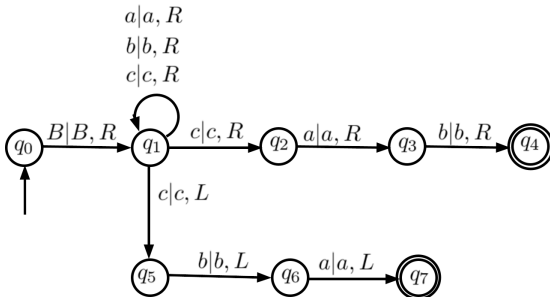 a|a, R
b|b, R
c|c, R
q0 B|B, R q1 c|c, R q2 a|a, R q3 b|b, R q4
c|c, L
q5 b|b, L q6 a|a, L q7